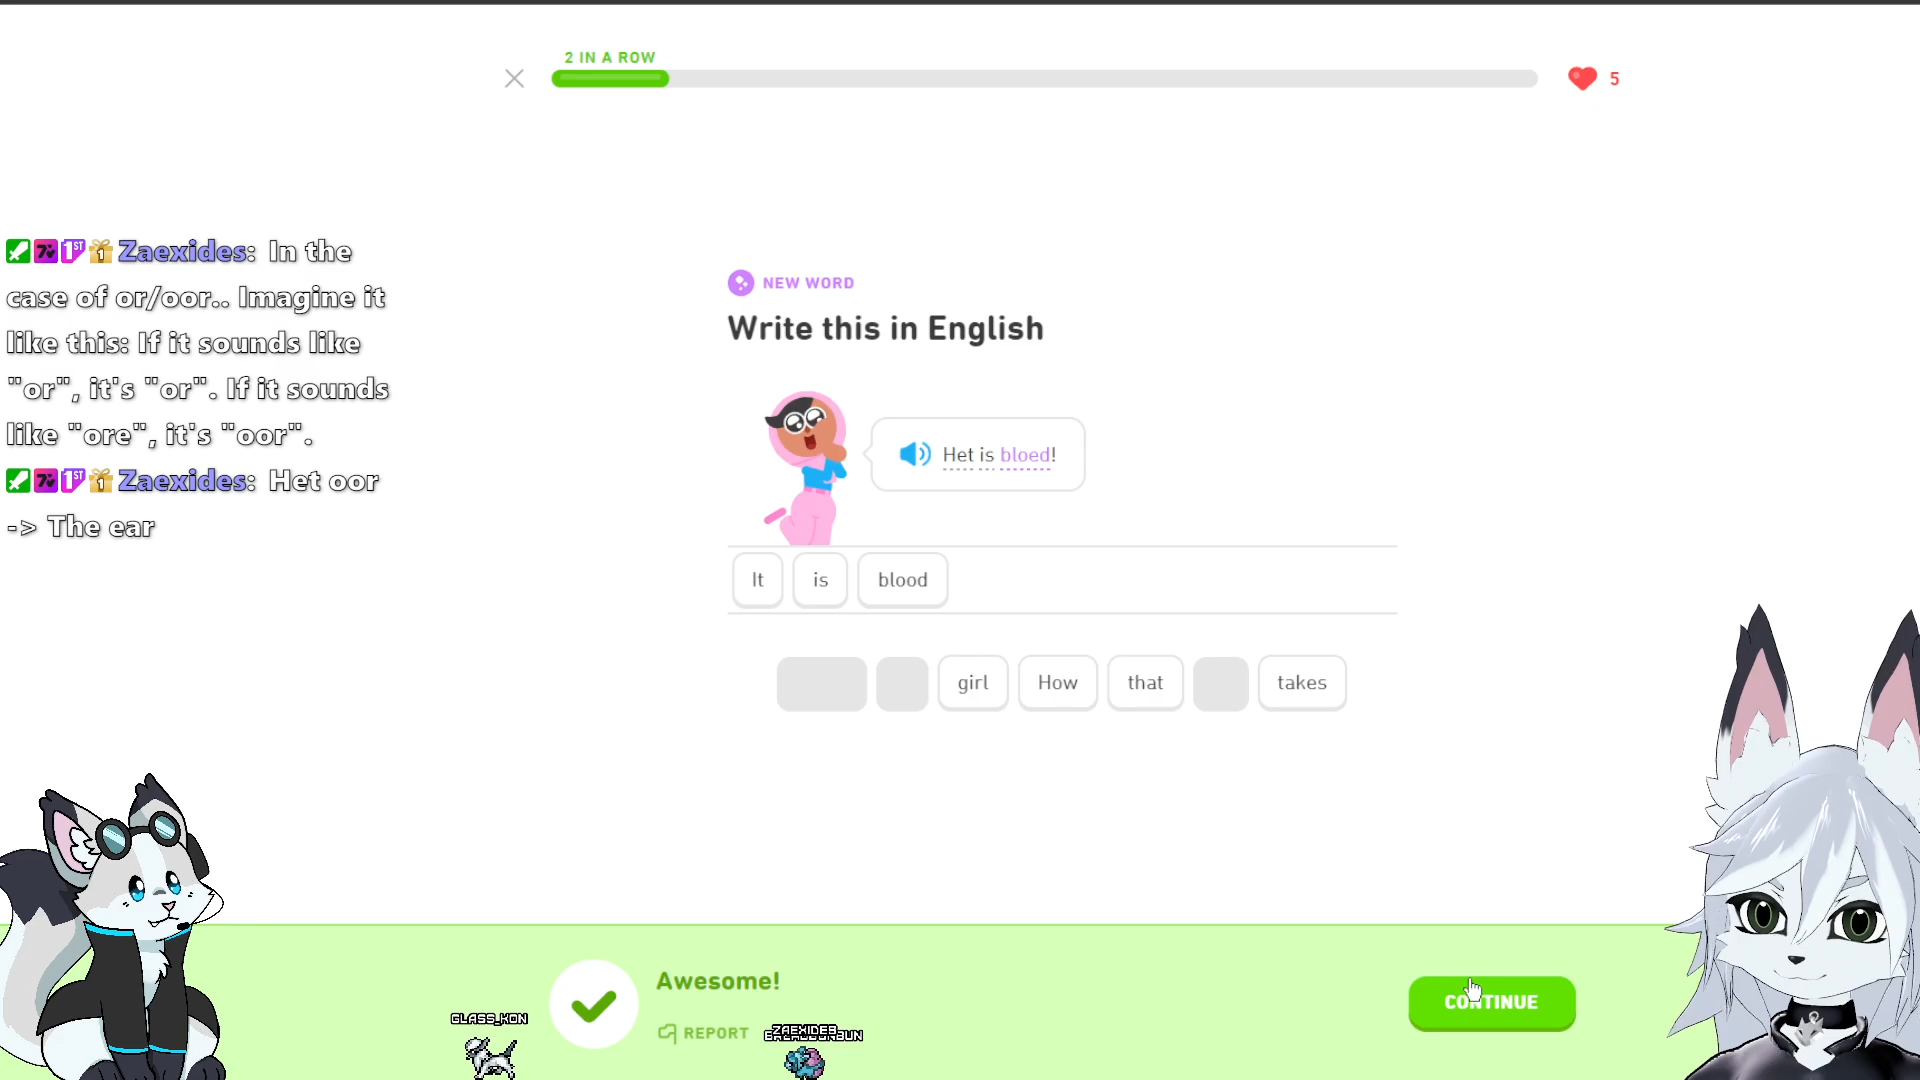 2 IN A ROW
5
Zaexides: In the
case of or/oor.. Imagine it
like this: If it sounds like
"or", it's "or". If it sounds
like "ore", it's "oor".
Zaexides: Het oor
-> The ear
NEW WORD
Write this in English
Het is bloed!
It is blood
girl How that takes
Awesome!
REPORT
CONTINUE
GLASS_KON
ZAEXIDES